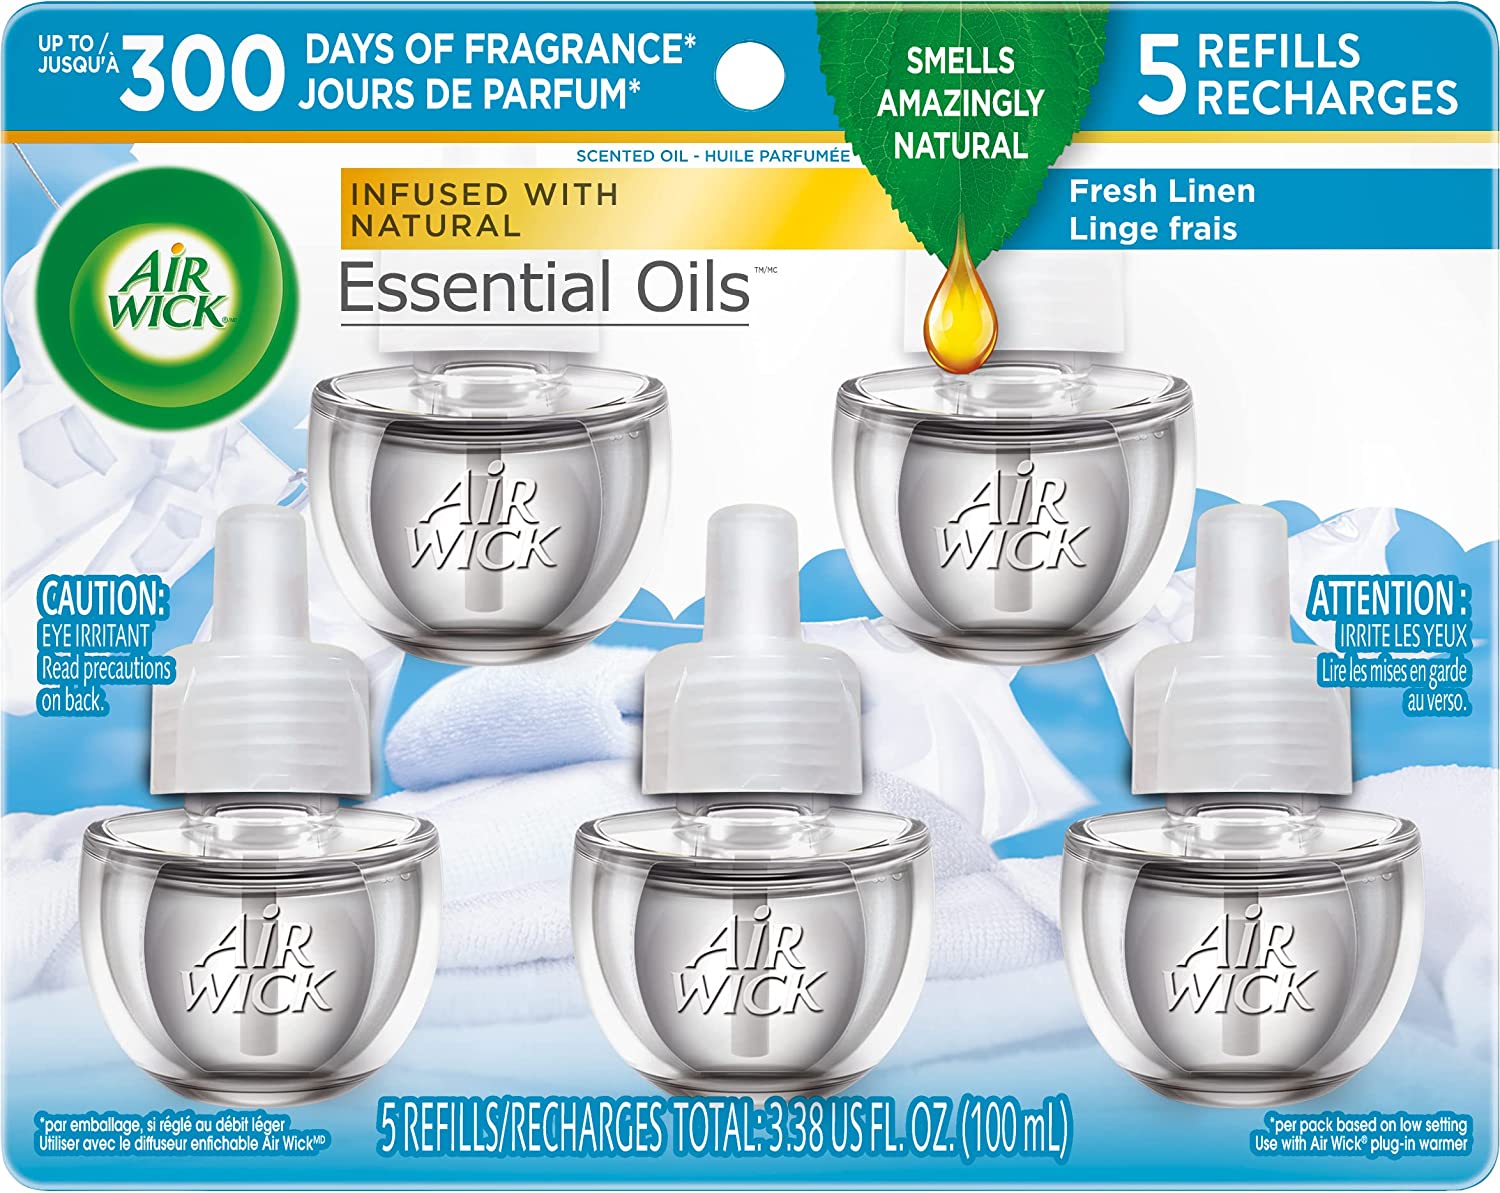 UP TO /
JUSQU'À
300
DAYS OF FRAGRANCE*
JOURS DE PARFUM*
SMELLS
AMAZINGLY
NATURAL
5
REFILLS
RECHARGES
SCENTED OIL - HUILE PARFUMÉE
INFUSED WITH
NATURAL
Essential Oils™/MC
Fresh Linen
Linge frais
AiR
WICK®/MD
AiR
WICK
AiR
WICK
CAUTION:
EYE IRRITANT
Read precautions
on back.
ATTENTION :
IRRITE LES YEUX
Lire les mises en garde
au verso.
AiR
WICK
AiR
WICK
AiR
WICK
*par emballage, si réglé au débit léger
Utiliser avec le diffuseur enfichable Air WickMD
5 REFILLS/RECHARGES TOTAL: 3.38 US FL. OZ. (100 mL)
*per pack based on low setting
Use with Air Wick® plug-in warmer